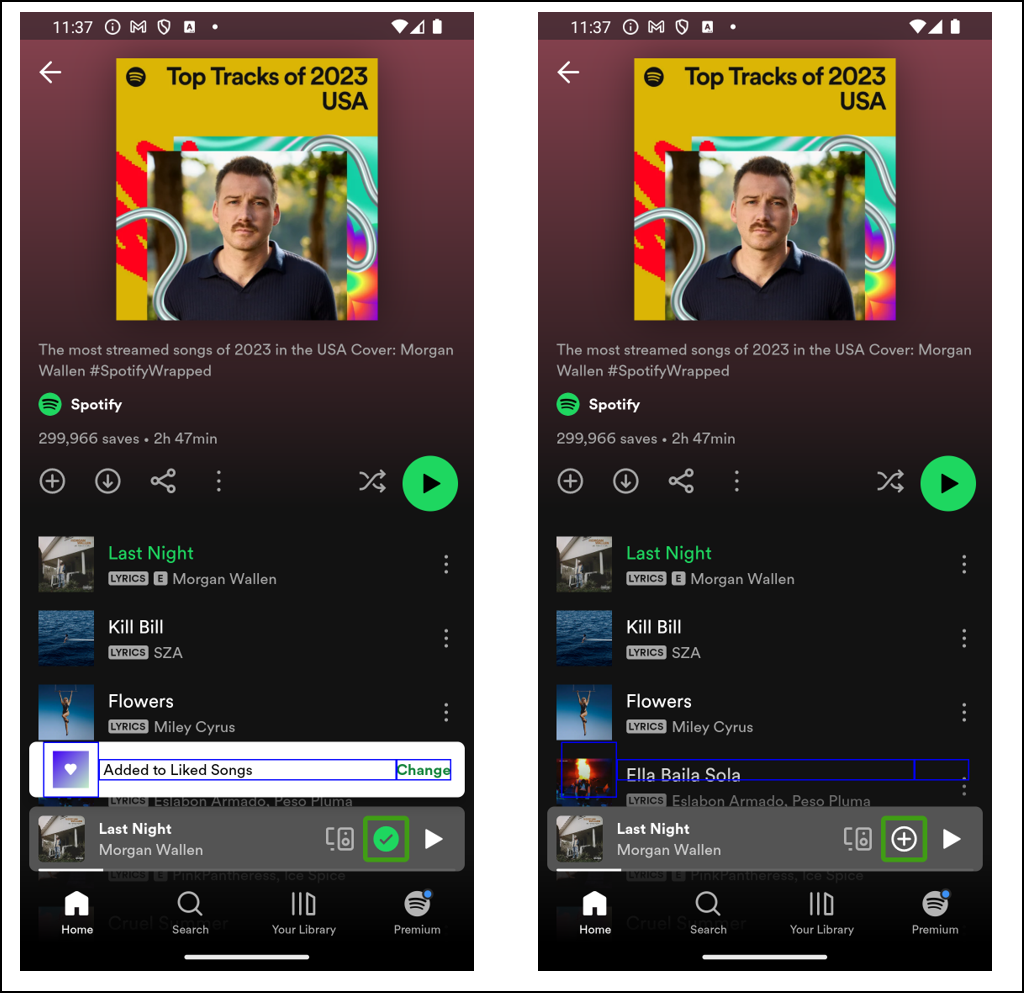 11:37
Top Tracks of 2023
USA
The most streamed songs of 2023 in the USA Cover: Morgan
Wallen #SpotifyWrapped
Spotify
299,966 saves • 2h 47min
Last Night
LYRICS E Morgan Wallen
Kill Bill
LYRICS SZA
Flowers
LYRICS Miley Cyrus
Added to Liked Songs Change
LYRICS Eslabon Armado, Peso Pluma
Last Night
Morgan Wallen
LYRICS E PinkPantheress, Ice Spice
Cruel Summer
Home Search Your Library Premium
11:37
Top Tracks of 2023
USA
The most streamed songs of 2023 in the USA Cover: Morgan
Wallen #SpotifyWrapped
Spotify
299,966 saves • 2h 47min
Last Night
LYRICS E Morgan Wallen
Kill Bill
LYRICS SZA
Flowers
LYRICS Miley Cyrus
Ella Baila Sola
LYRICS Eslabon Armado, Peso Pluma
Last Night
Morgan Wallen
LYRICS E PinkPantheress, Ice Spice
Cruel Summer
Home Search Your Library Premium